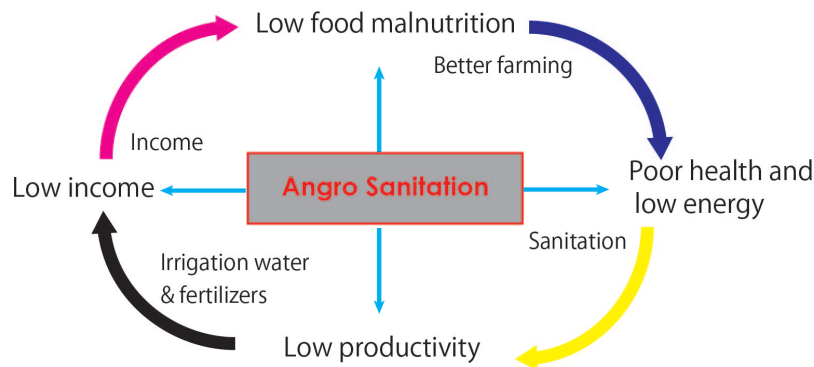 Low food malnutrition
Better farming
Income
Low income
Angro Sanitation
Poor health and
low energy
Sanitation
Irrigation water
& fertilizers
Low productivity